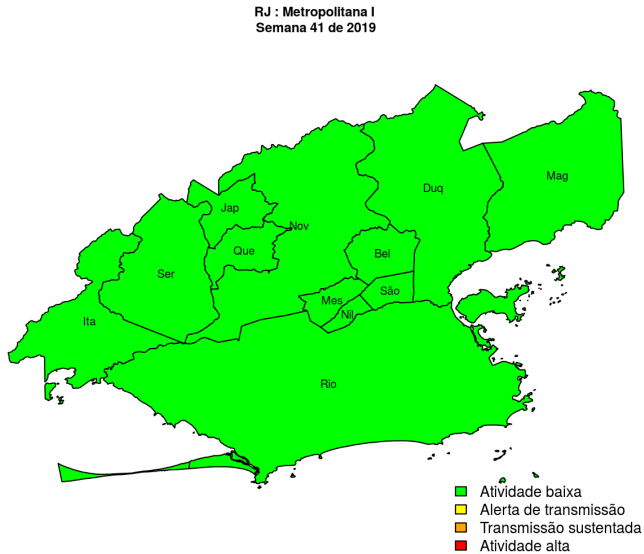 RJ : Metropolitana I
Semana 41 de 2019
Mag
Duq
Jap
Nov
Que
Bel
Ser
São
Mes
Nil
Ita
Rio
Atividade baixa
Alerta de transmissão
Transmissão sustentada
Atividade alta